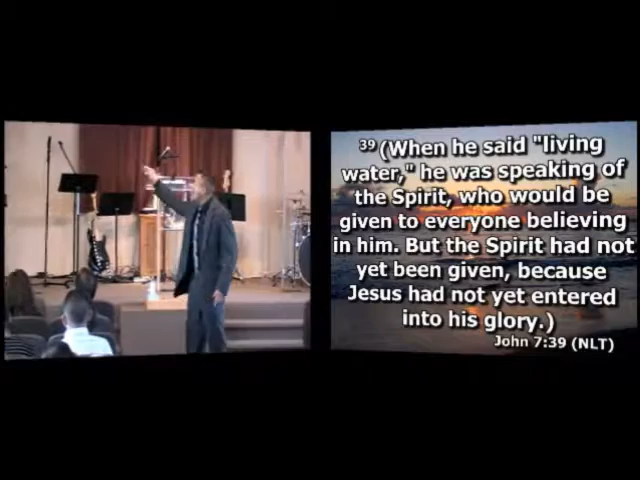 39 (When he said "living
water," he was speaking of
the Spirit, who would be
given to everyone believing
in him. But the Spirit had not
yet been given, because
Jesus had not yet entered
into his glory.)
John 7:39 (NLT)